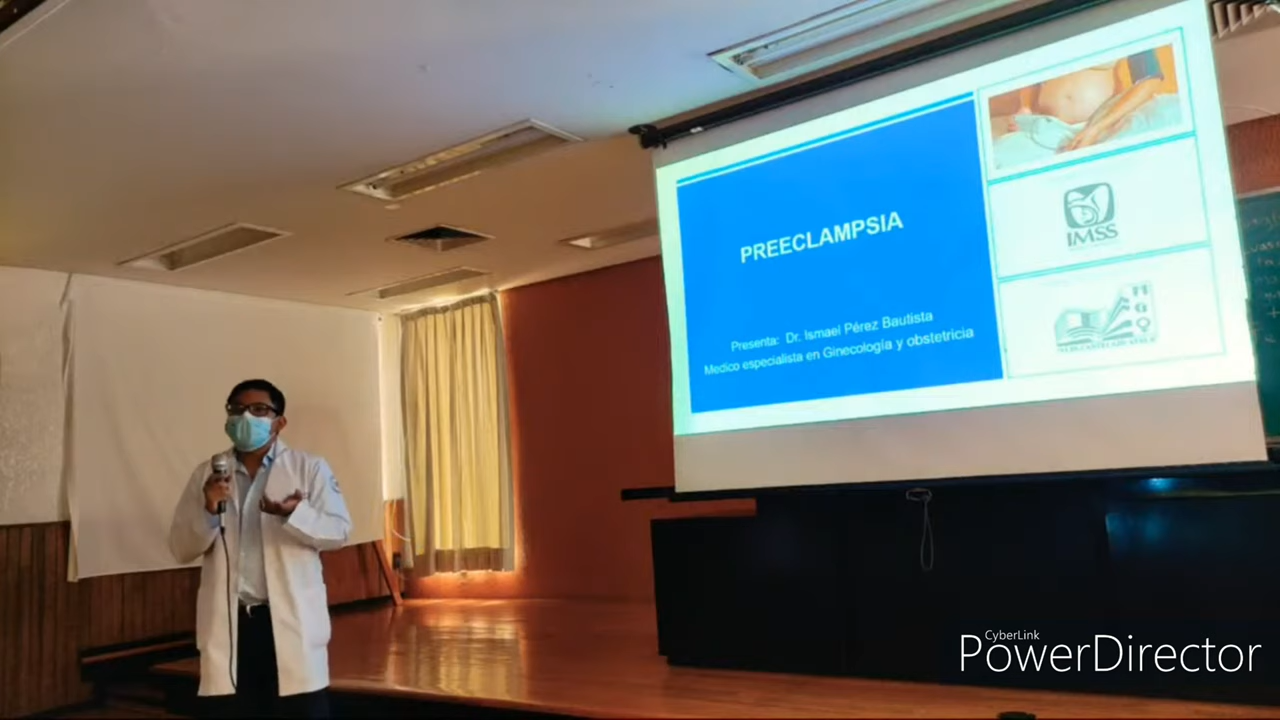 PREECLAMPSIA
Presenta: Dr. Ismael Pérez Bautista
Medico especialista en Ginecología y obstetricia
IMSS
CyberLink
PowerDirector